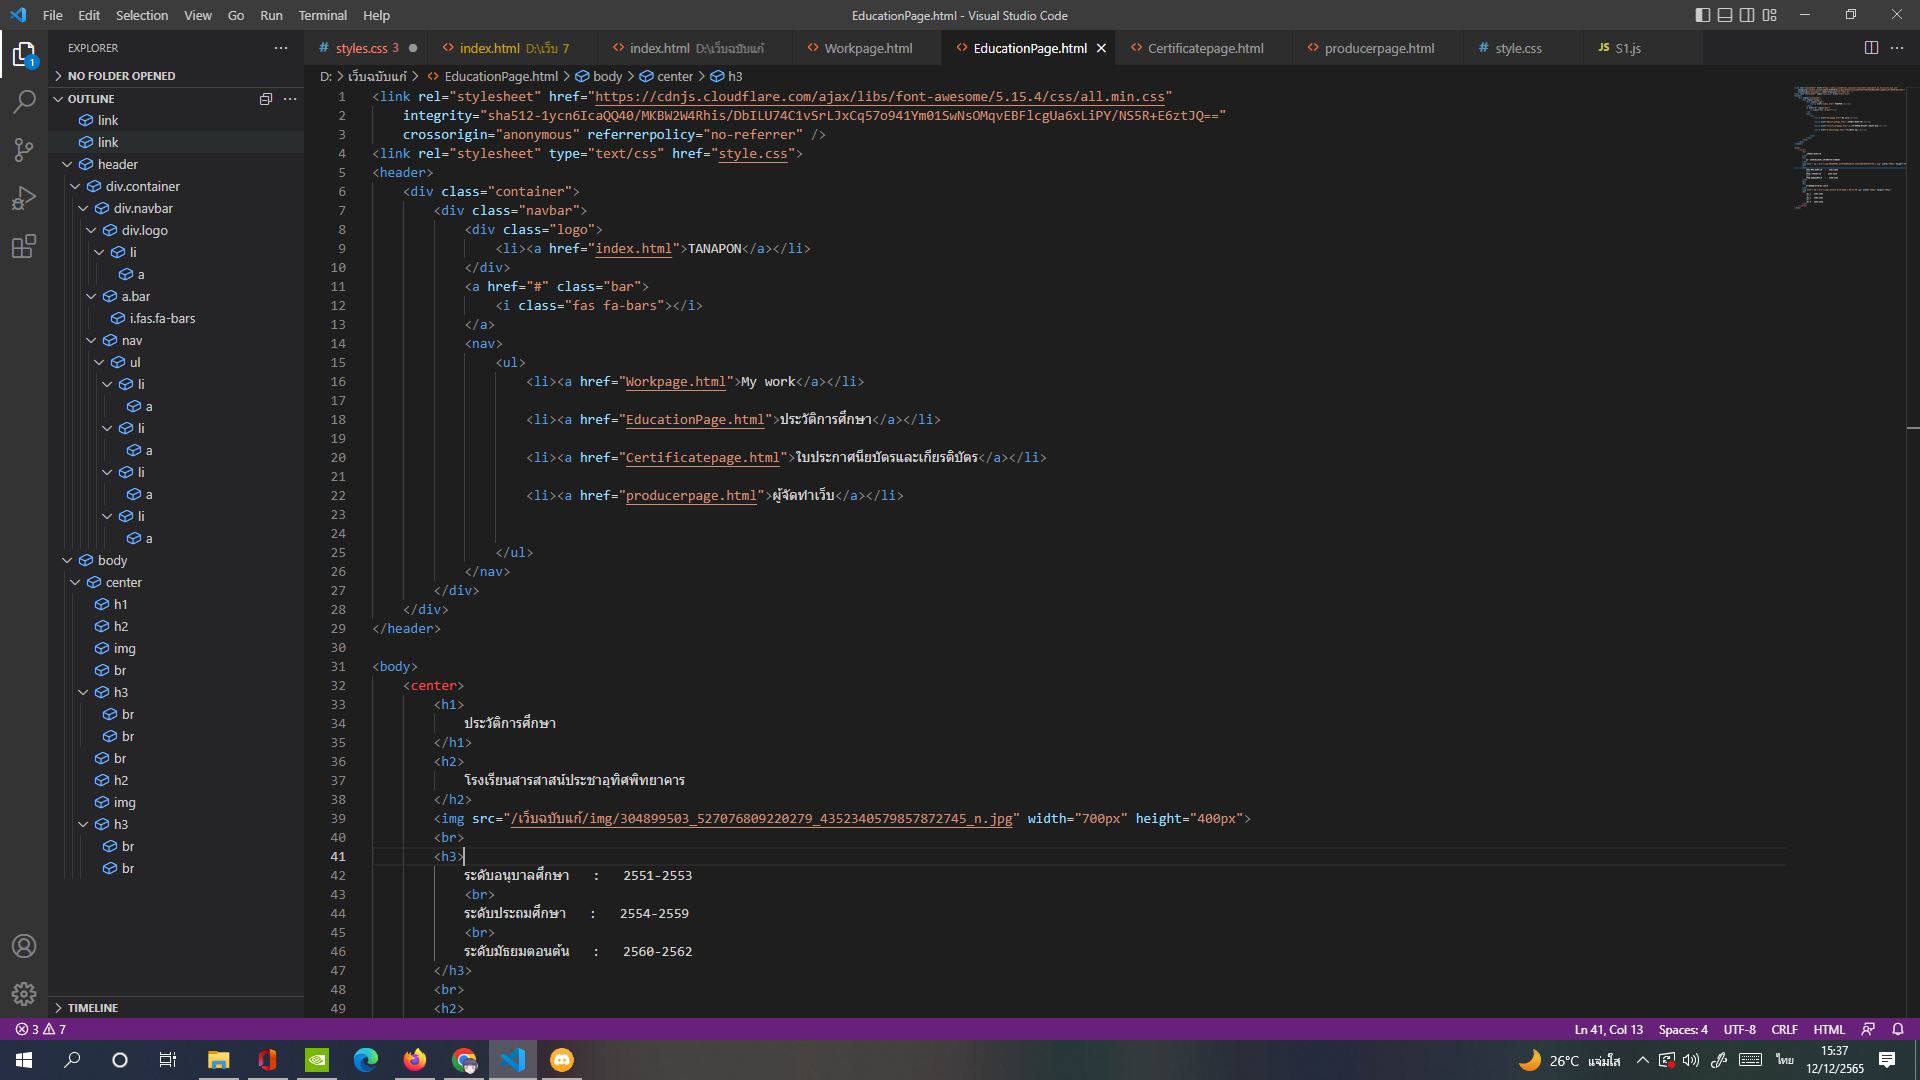 File Edit Selection View Go Run Terminal Help
EducationPage.html - Visual Studio Code
EXPLORER
styles.css 3
index.html D:\เว็บ 7
index.html D:\เว็บฉบับแก้
Workpage.html
EducationPage.html
Certificatepage.html
producerpage.html
style.css
JS S1.js
NO FOLDER OPENED
D: > เว็บฉบับแก้ > EducationPage.html > body > center > h3
OUTLINE
link
link
header
div.container
div.navbar
div.logo
li
a
a.bar
i.fas.fa-bars
nav
ul
li
a
li
a
li
a
li
a
body
center
h1
h2
img
br
h3
br
br
br
h2
img
h3
br
br
TIMELINE
1 <link rel="stylesheet" href="https://cdnjs.cloudflare.com/ajax/libs/font-awesome/5.15.4/css/all.min.css"
2 integrity="sha512-1ycn6IcaQQ40/MKBW2W4Rhis/DbILU74C1vSrLJxCq57o941Ym01SwNsOMqvEBFlcgUa6xLiPY/NS5R+E6ztJQ=="
3 crossorigin="anonymous" referrerpolicy="no-referrer" />
4 <link rel="stylesheet" type="text/css" href="style.css">
5 <header>
6 <div class="container">
7 <div class="navbar">
8 <div class="logo">
9 <li><a href="index.html">TANAPON</a></li>
10 </div>
11 <a href="#" class="bar">
12 <i class="fas fa-bars"></i>
13 </a>
14 <nav>
15 <ul>
16 <li><a href="Workpage.html">My work</a></li>
17
18 <li><a href="EducationPage.html">ประวัติการศึกษา</a></li>
19
20 <li><a href="Certificatepage.html">ใบประกาศนียบัตรและเกียรติบัตร</a></li>
21
22 <li><a href="producerpage.html">ผู้จัดทำเว็บ</a></li>
23
24
25 </ul>
26 </nav>
27 </div>
28 </div>
29 </header>
30
31 <body>
32 <center>
33 <h1>
34 ประวัติการศึกษา
35 </h1>
36 <h2>
37 โรงเรียนสารสาสน์ประชาอุทิศพิทยาคาร
38 </h2>
39 <img src="/เว็บฉบับแก้/img/304899503_527076809220279_4352340579857872745_n.jpg" width="700px" height="400px">
40 <br>
41 <h3>
42 ระดับอนุบาลศึกษา : 2551-2553
43 <br>
44 ระดับประถมศึกษา : 2554-2559
45 <br>
46 ระดับมัธยมตอนต้น : 2560-2562
47 </h3>
48 <br>
49 <h2>
3 7
Ln 41, Col 13 Spaces: 4 UTF-8 CRLF HTML
26°C แจ่มใส
ไทย
15:37
12/12/2565